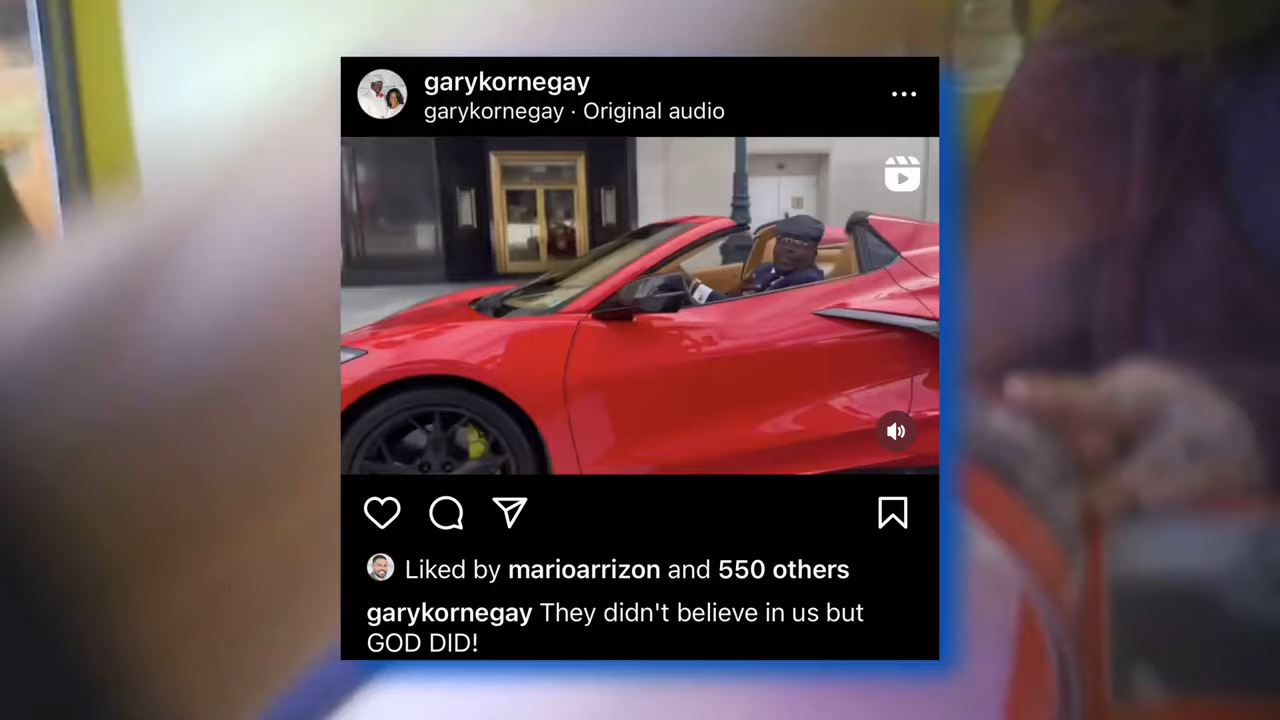 garykornegay
garykornegay · Original audio
Liked by marioarrizon and 550 others
garykornegay They didn't believe in us but
GOD DID!